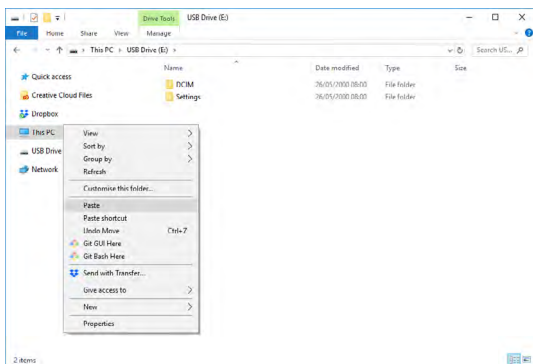 Drive Tools USB Drive (E:)
File Home Share View Manage
This PC > USB Drive (E:) >
Search US...
Name Date modified Type Size
Quick access
Creative Cloud Files
Dropbox
This PC
USB Drive
Network
DCIM 26/05/2000 08:00 File folder
Settings 26/05/2000 08:00 File folder
View
Sort by
Group by
Refresh
Customise this folder...
Paste
Paste shortcut
Undo Move Ctrl+Z
Git GUI Here
Git Bash Here
Send with Transfer...
Give access to
New
Properties
2 items